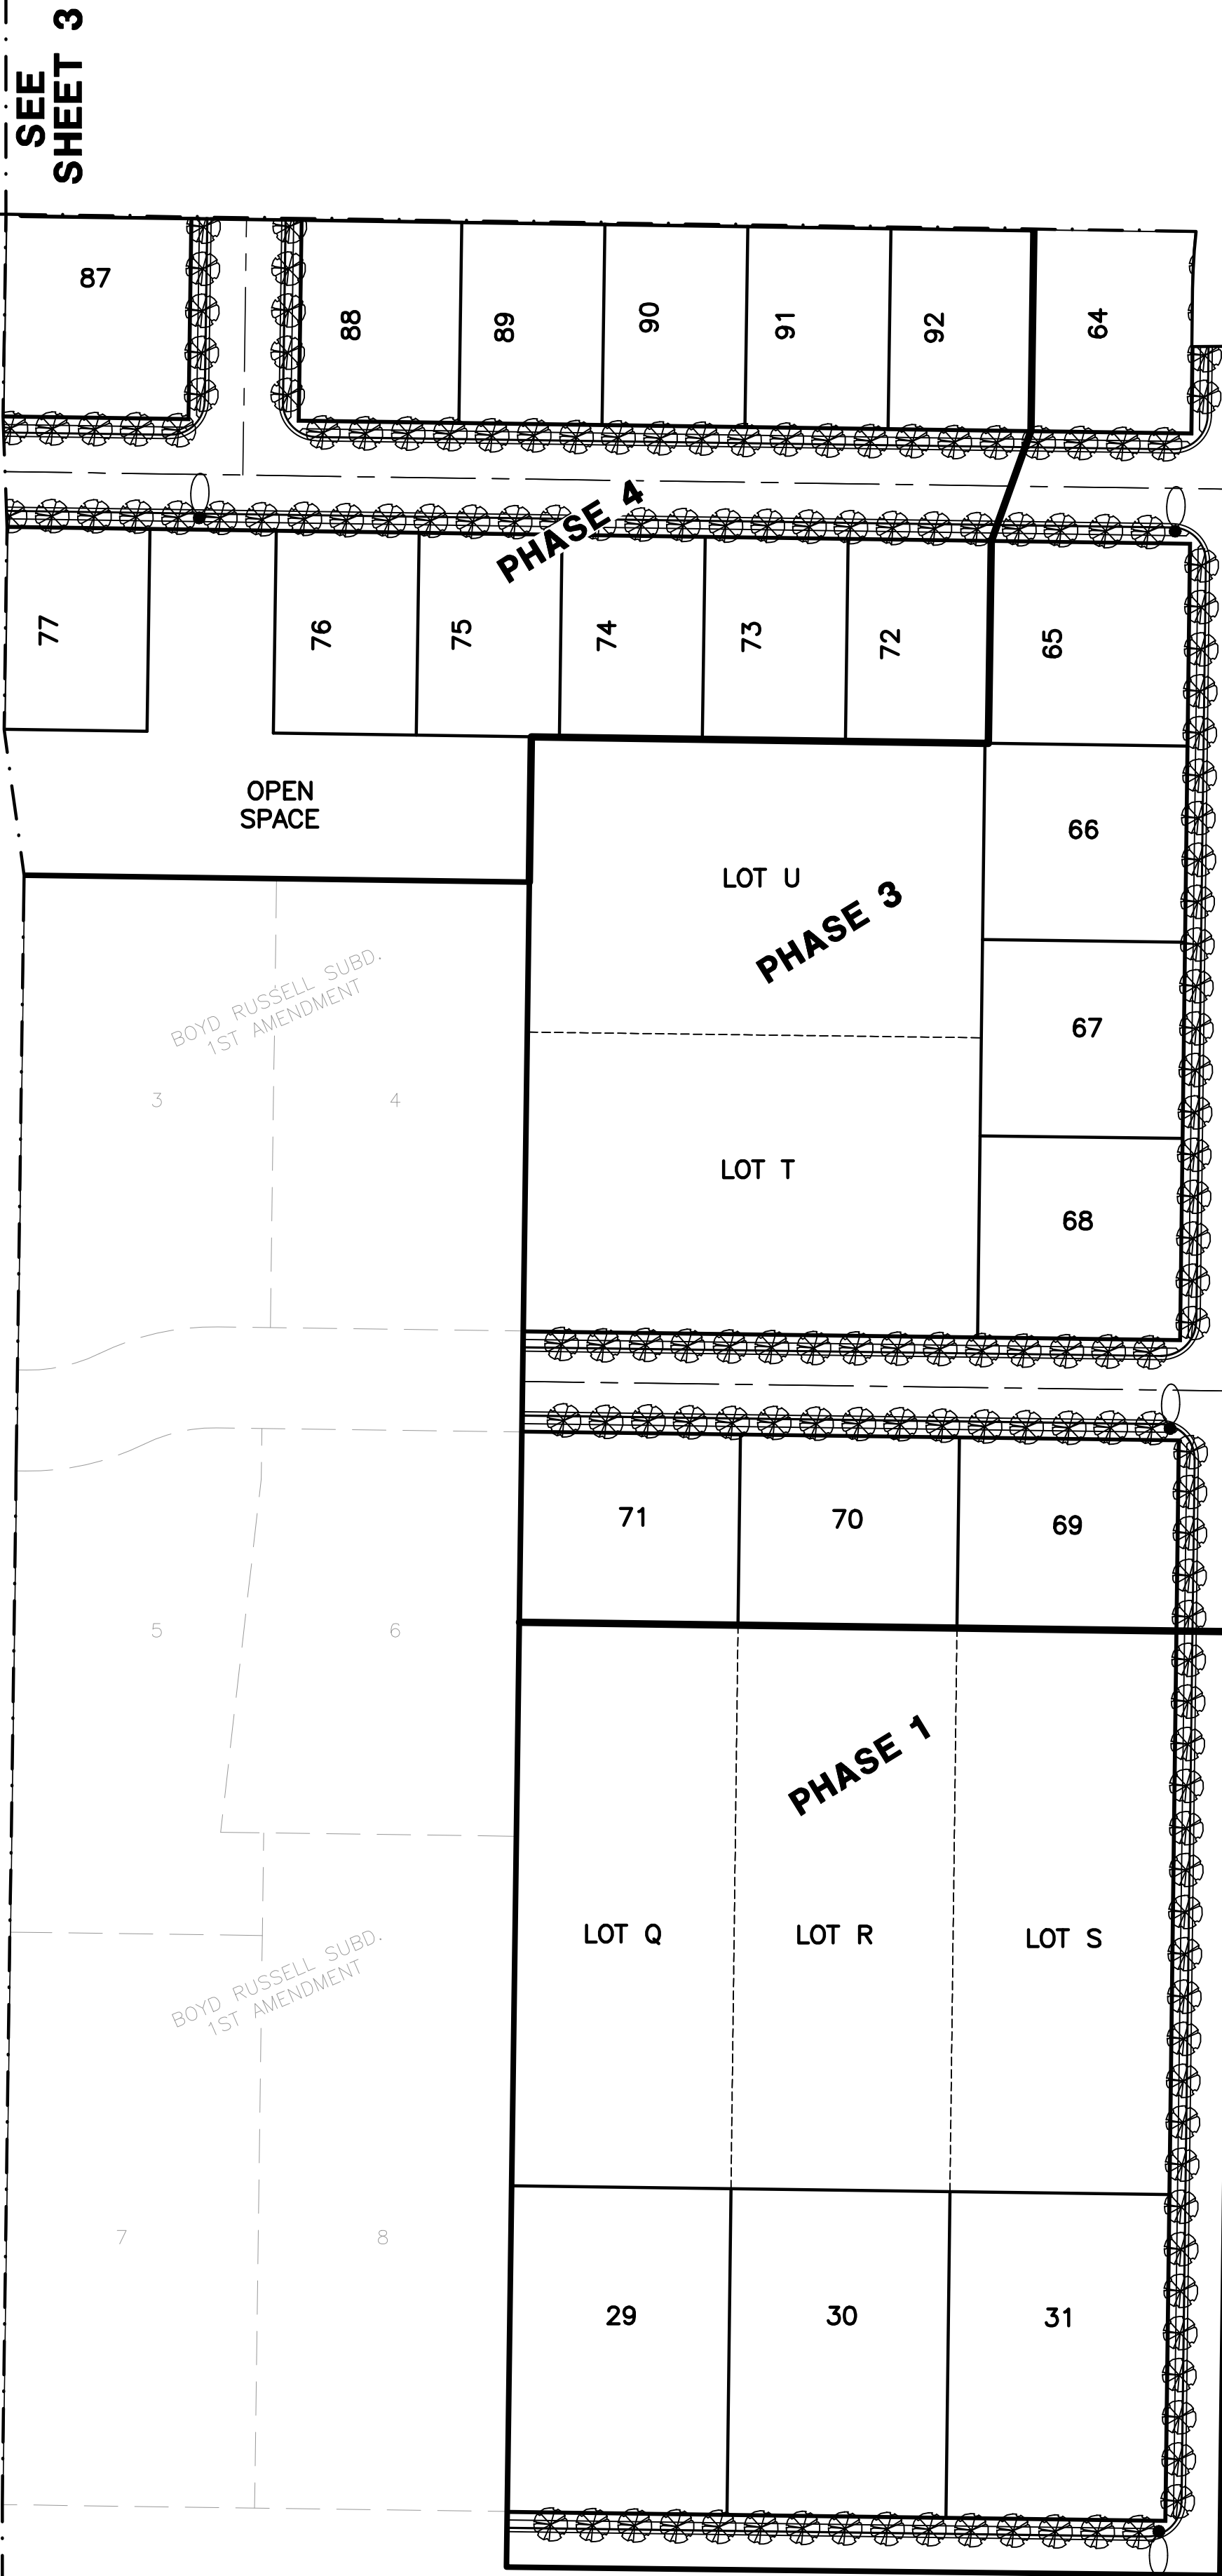 SEE
SHEET 3
87
88
89
90
91
92
64
PHASE 4
77
76
75
74
73
72
65
OPEN
SPACE
66
LOT U
PHASE 3
BOYD RUSSELL SUBD.
1ST AMENDMENT
67
3
4
LOT T
68
71
70
69
5
6
PHASE 1
LOT Q
LOT R
LOT S
BOYD RUSSELL SUBD.
1ST AMENDMENT
7
8
29
30
31